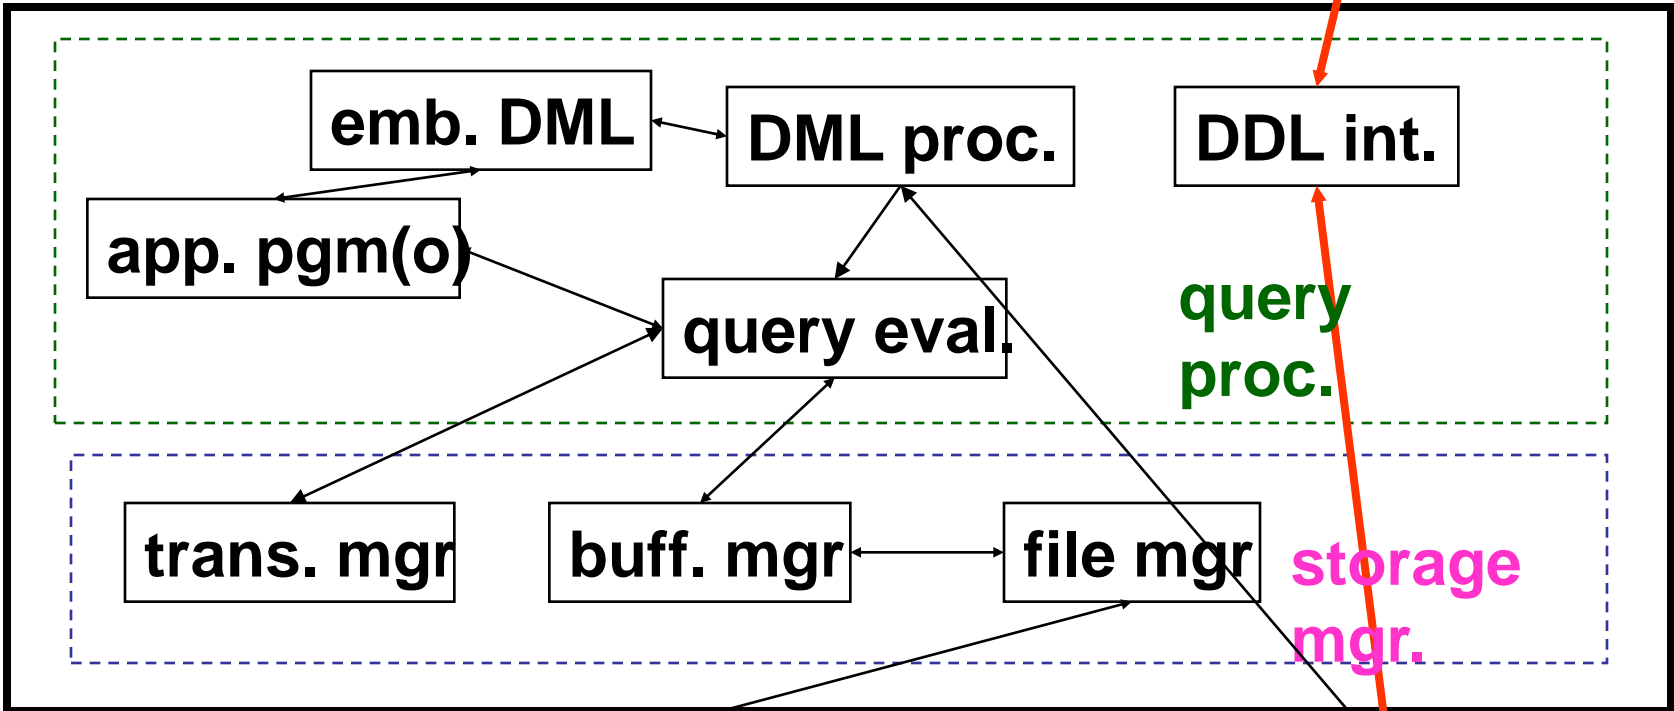 emb. DML
DML proc.
DDL int.
app. pgm(o)
query eval.
query
proc.
trans. mgr
buff. mgr
file mgr
storage
mgr.